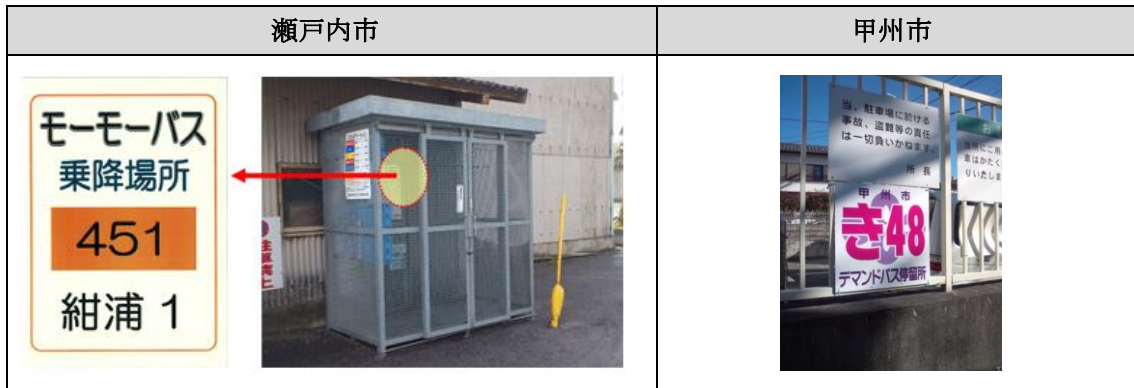 瀬戸内市
甲州市
モーモーバス
乗降場所
451
紺浦 1
当、駐車場に於ける
事故、盗難等の責任
は一切負いかねます。
所長
甲州市
き48
デマンドバス停留所